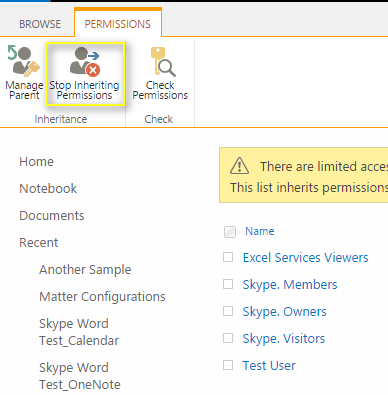 BROWSE PERMISSIONS
Manage Parent
Stop Inheriting Permissions
Check Permissions
Inheritance
Check
Home
Notebook
Documents
Recent
Another Sample
Matter Configurations
Skype Word
Test_Calendar
Skype Word
Test_OneNote
There are limited acce
This list inherits permissions
Name
Excel Services Viewers
Skype. Members
Skype. Owners
Skype. Visitors
Test User